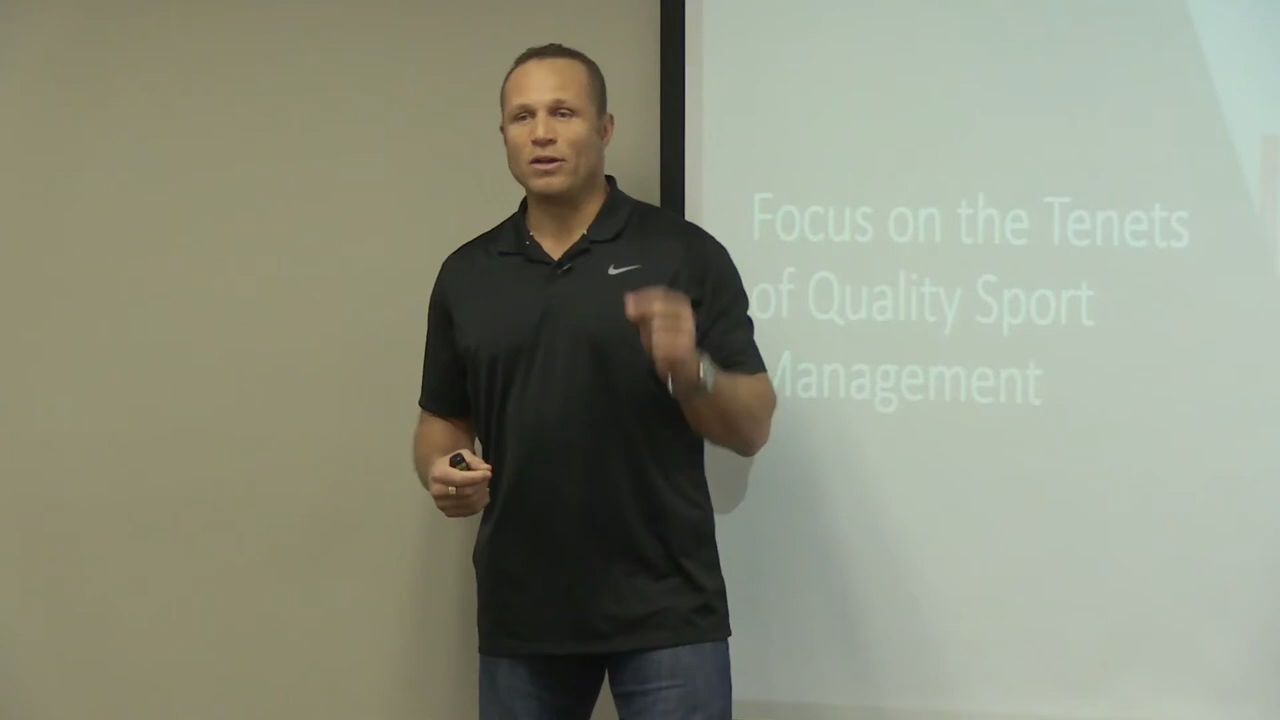 Focus on the Tenets
of Quality Sport
Management